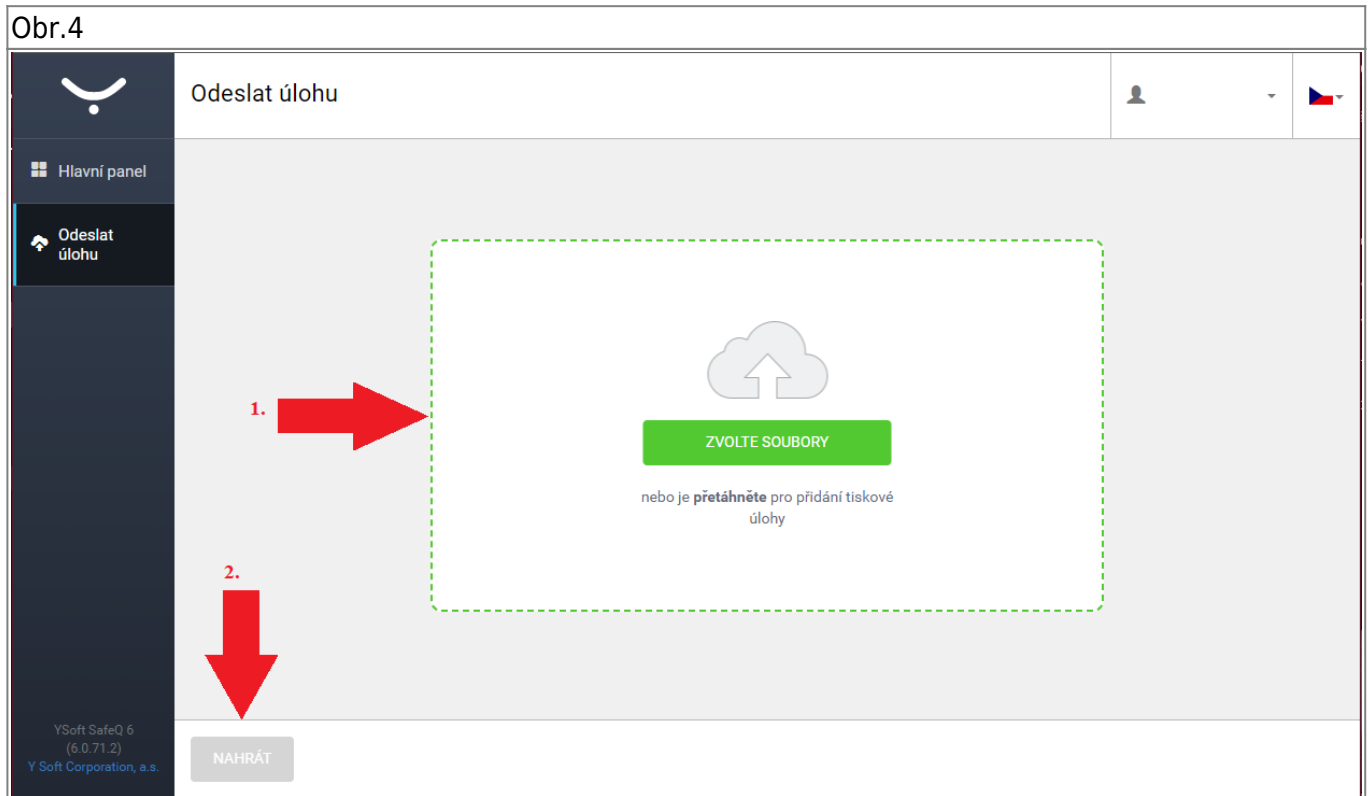 Obr.4
Odeslat úlohu
Hlavní panel
Odeslat
úlohu
1.
ZVOLTE SOUBORY
nebo je přetáhněte pro přidání tiskové
úlohy
2.
YSoft SafeQ 6
(6.0.71.2)
Y Soft Corporation, a.s.
NAHRÁT